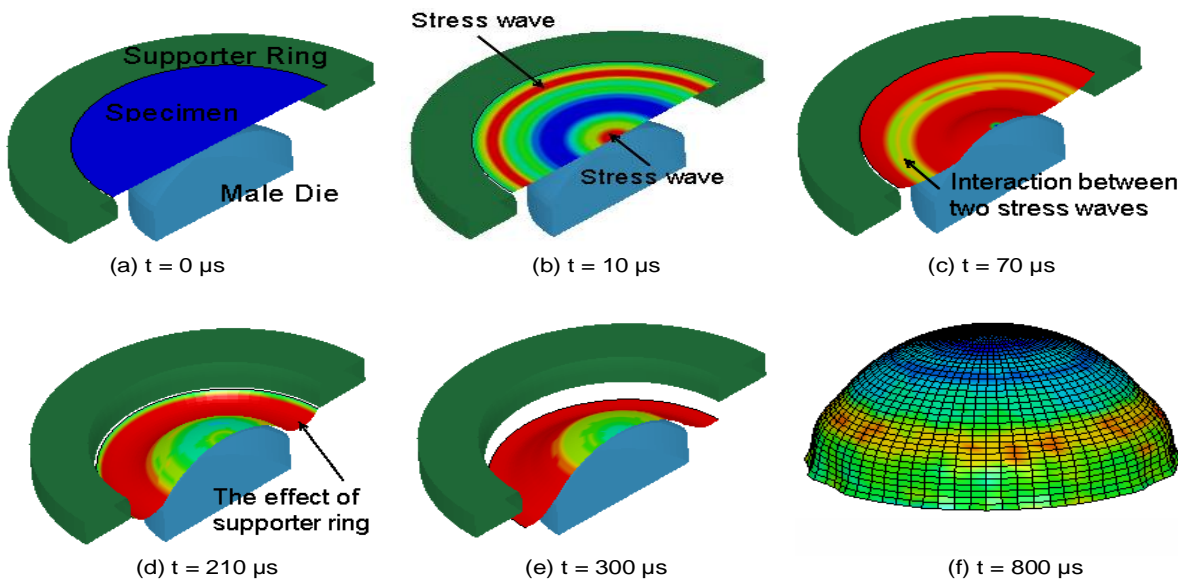 Supporter Ring
Specimen
Male Die
(a) t = 0 µs
Stress wave
Stress wave
(b) t = 10 µs
Interaction between
two stress waves
(c) t = 70 µs
The effect of
supporter ring
(d) t = 210 µs
(e) t = 300 µs
(f) t = 800 µs